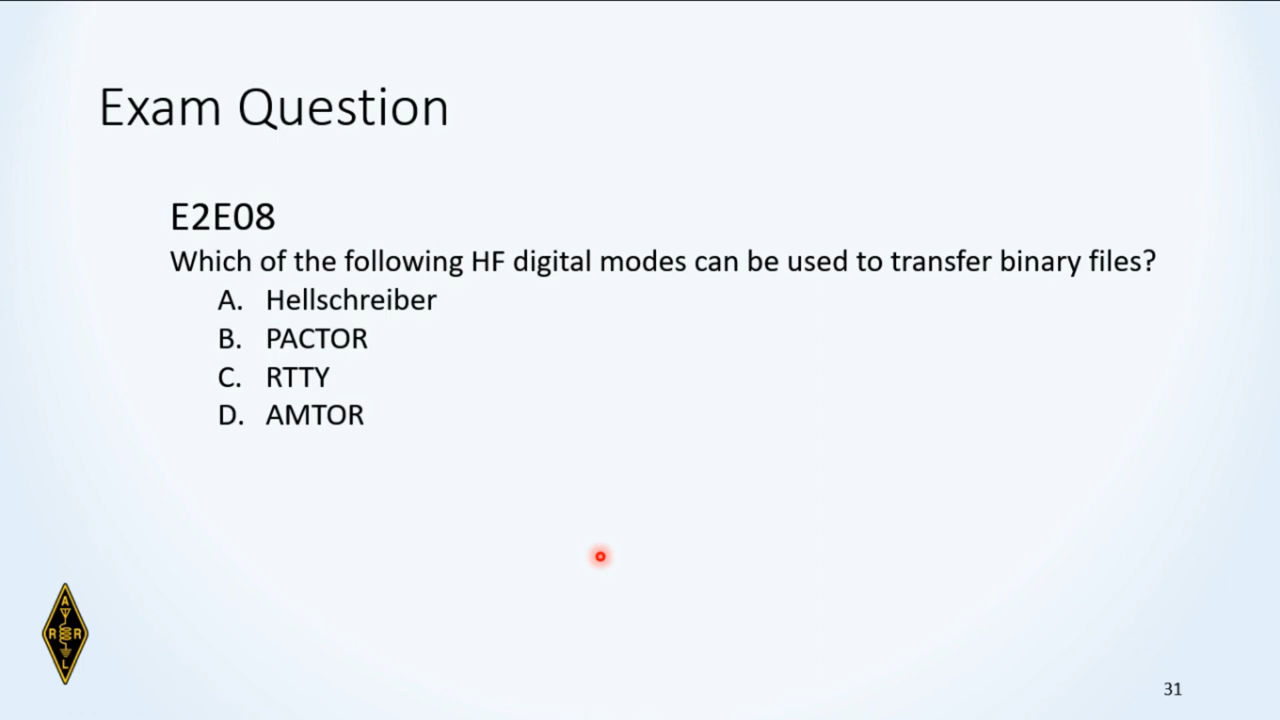 Exam Question
E2E08
Which of the following HF digital modes can be used to transfer binary files?
A. Hellschreiber
B. PACTOR
C. RTTY
D. AMTOR
A
R R
L
31